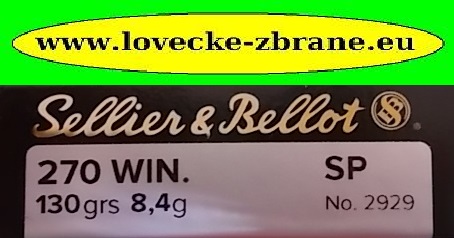 www.lovecke-zbrane.eu
Sellier & Bellot
270 WIN. SP
130grs 8,4g No. 2929